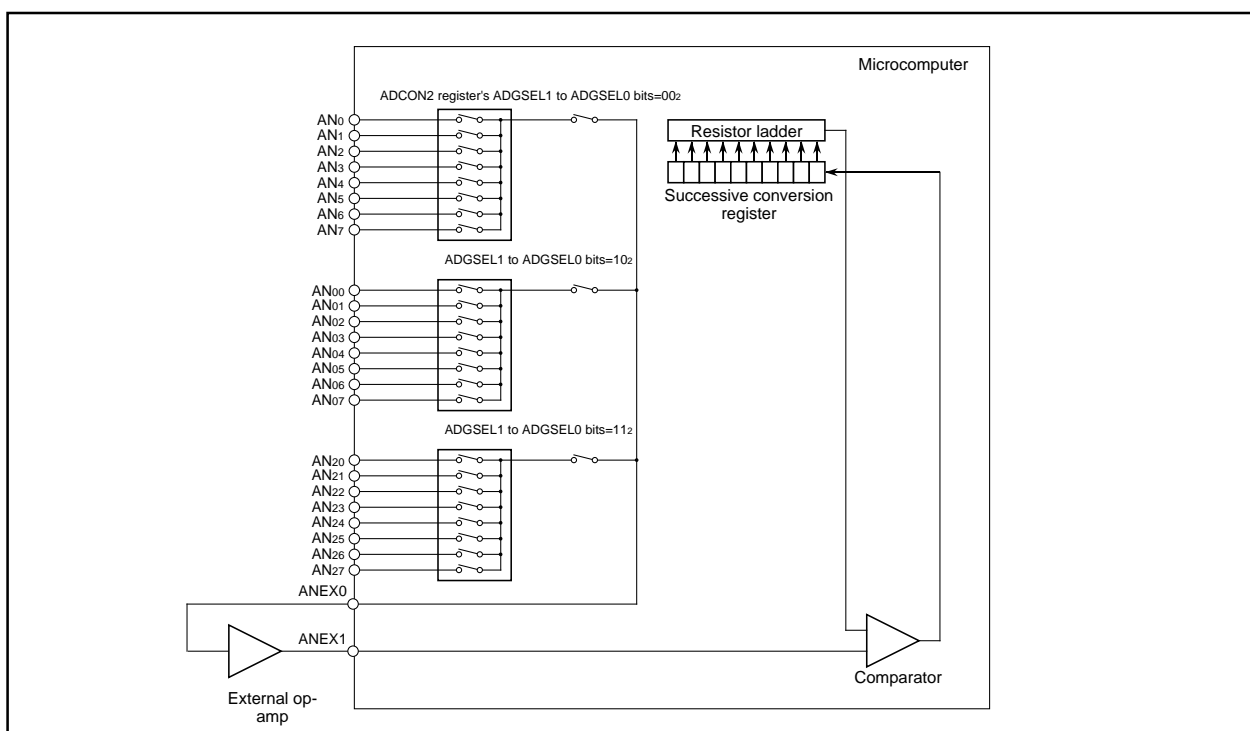 Microcomputer
ADCON2 register's ADGSEL1 to ADGSEL0 bits=00₂
AN₀
AN₁
AN₂
AN₃
AN₄
AN₅
AN₆
AN₇
Resistor ladder
Successive conversion
register
ADGSEL1 to ADGSEL0 bits=10₂
AN₀₀
AN₀₁
AN₀₂
AN₀₃
AN₀₄
AN₀₅
AN₀₆
AN₀₇
ADGSEL1 to ADGSEL0 bits=11₂
AN₂₀
AN₂₁
AN₂₂
AN₂₃
AN₂₄
AN₂₅
AN₂₆
AN₂₇
ANEX0
ANEX1
External op-
amp
Comparator